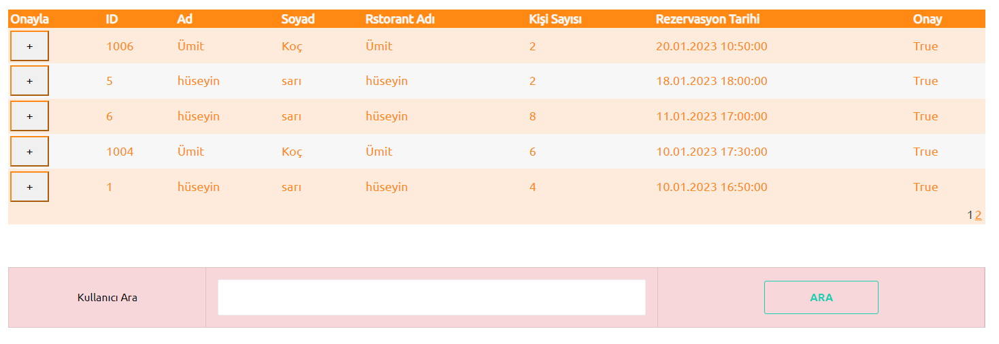 Onayla ID Ad Soyad Rstorant Adı Kişi Sayısı Rezervasyon Tarihi Onay
+ 1006 Ümit Koç Ümit 2 20.01.2023 10:50:00 True
+ 5 hüseyin sarı hüseyin 2 18.01.2023 18:00:00 True
+ 6 hüseyin sarı hüseyin 8 11.01.2023 17:00:00 True
+ 1004 Ümit Koç Ümit 6 10.01.2023 17:30:00 True
+ 1 hüseyin sarı hüseyin 4 10.01.2023 16:50:00 True
1 2
Kullanıcı Ara ARA